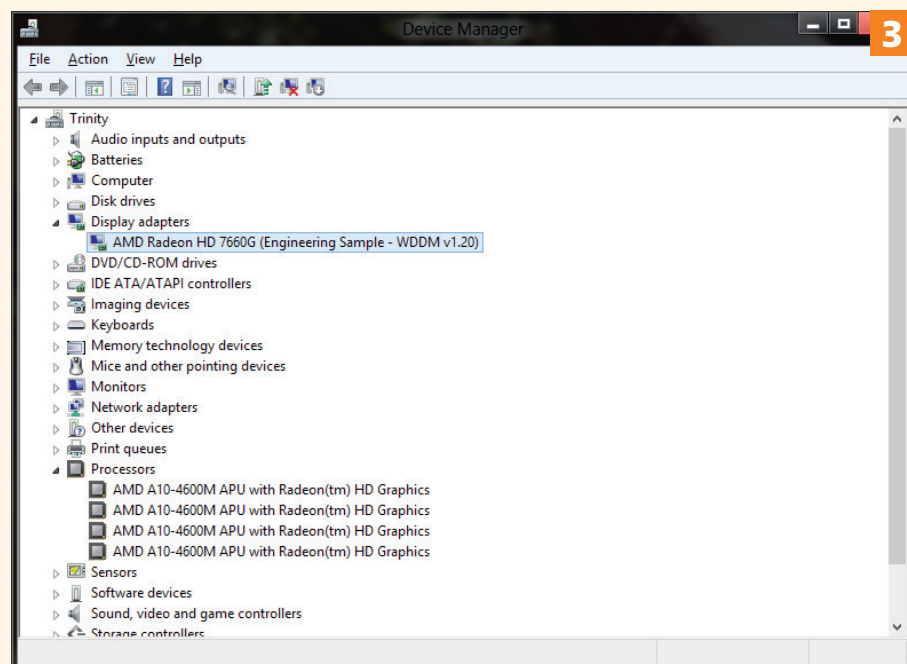 Device Manager
3
File Action View Help
Trinity
Audio inputs and outputs
Batteries
Computer
Disk drives
Display adapters
AMD Radeon HD 7660G (Engineering Sample - WDDM v1.20)
DVD/CD-ROM drives
IDE ATA/ATAPI controllers
Imaging devices
Keyboards
Memory technology devices
Mice and other pointing devices
Monitors
Network adapters
Other devices
Print queues
Processors
AMD A10-4600M APU with Radeon(tm) HD Graphics
AMD A10-4600M APU with Radeon(tm) HD Graphics
AMD A10-4600M APU with Radeon(tm) HD Graphics
AMD A10-4600M APU with Radeon(tm) HD Graphics
Sensors
Software devices
Sound, video and game controllers
Storage controllers